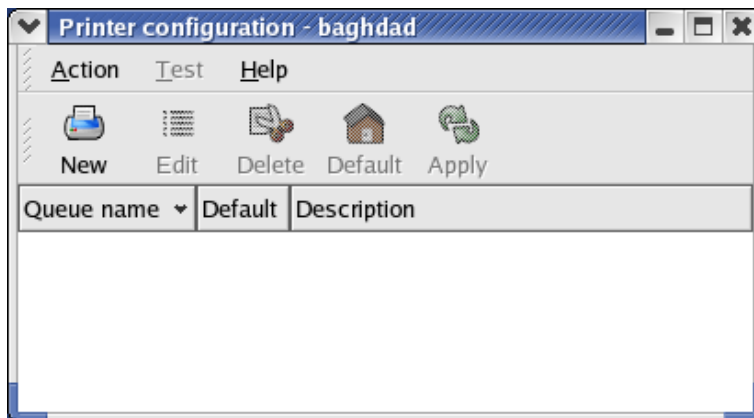 Printer configuration - baghdad
Action Test Help
New Edit Delete Default Apply
Queue name Default Description